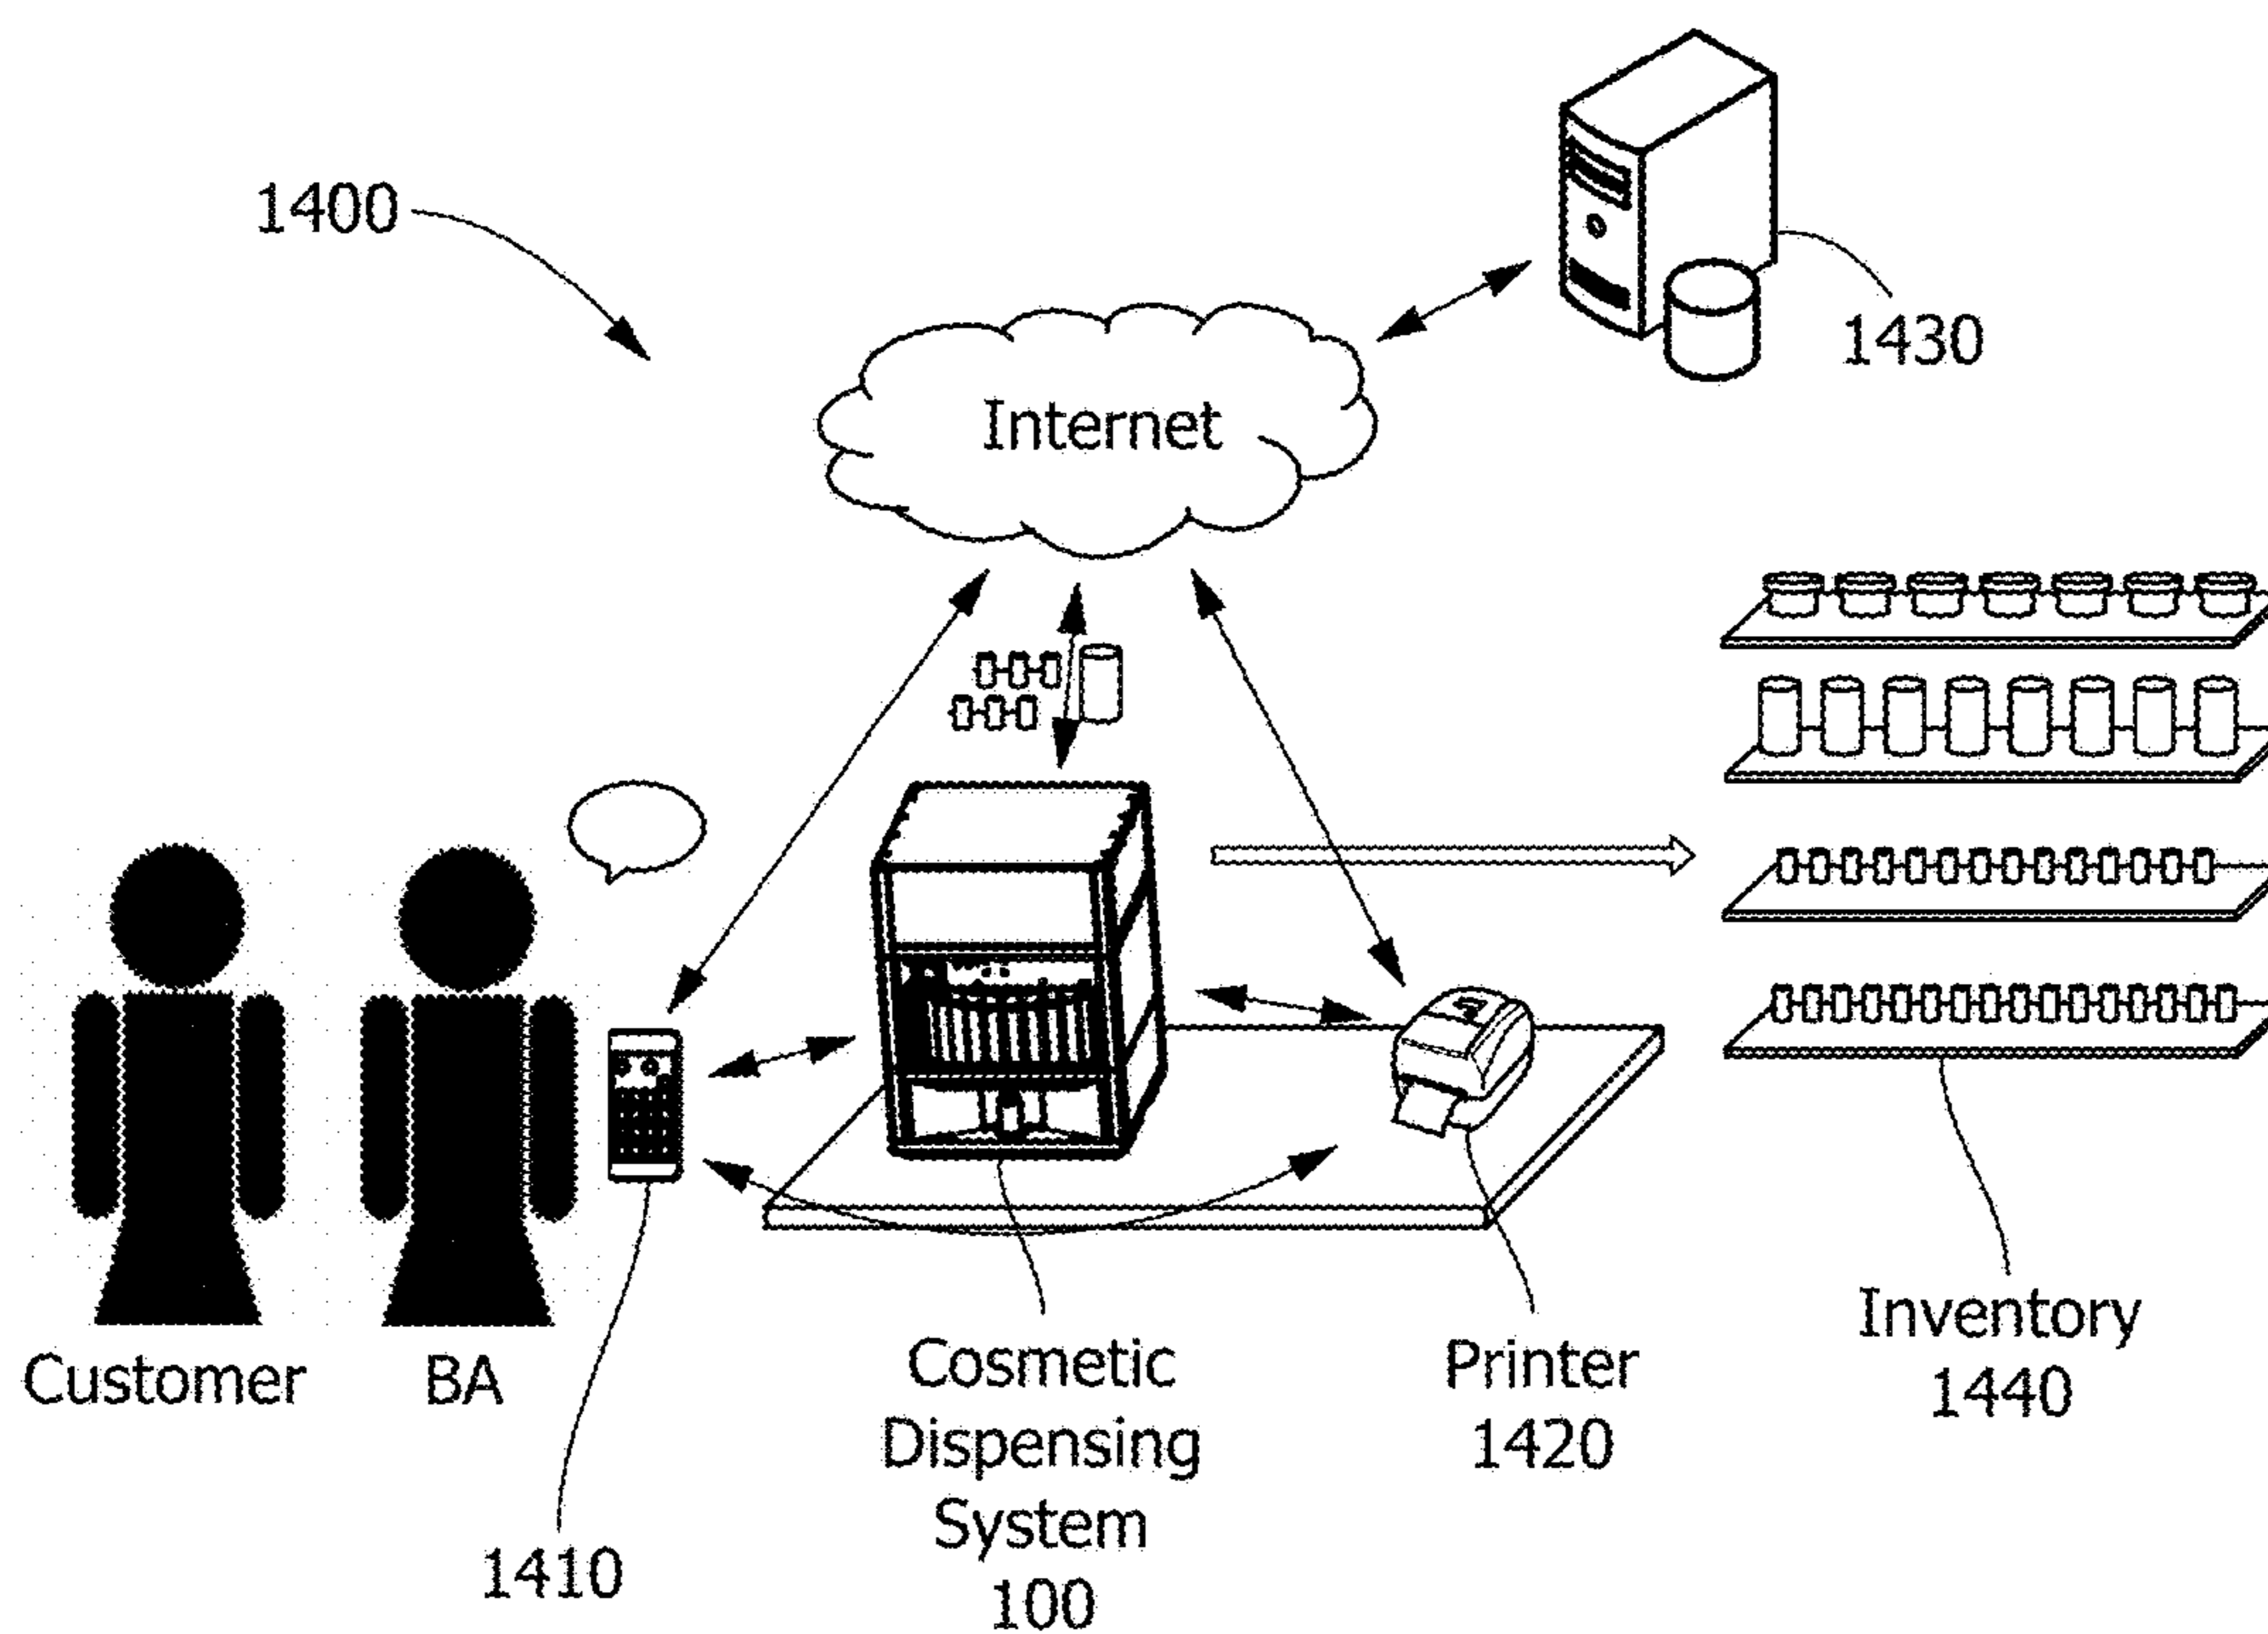 1400
1430
Internet
Customer
BA
1410
Cosmetic
Dispensing
System
100
Printer
1420
Inventory
1440